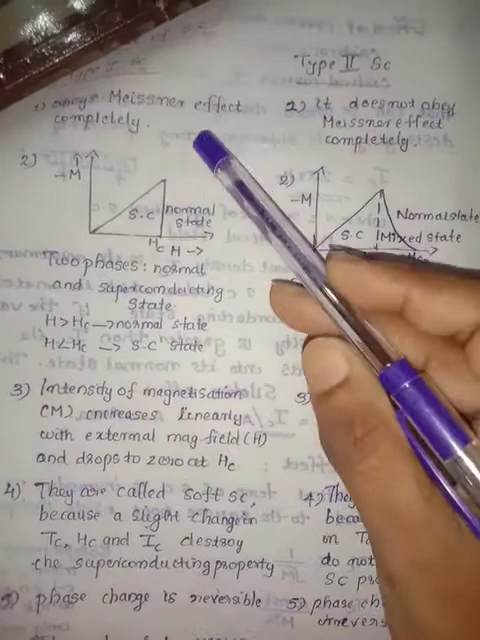 Type I Sc
Type II Sc
1) obeys Meissner effect
completely.
1) it does not obey
Meissner effect
completely.
2)
-M
S.C
normal
state
Hc H ->
2)
-M
S.C
Normal state
Mixed state
Two phases: normal
and superconducting
state
H>Hc -> normal state
H<Hc -> S-C state
3) Intensity of magnetisation
(M) increases linearly
with external mag.field(H)
and drops to zero at Hc
3)
4) They are called soft sc,
because a slight change in
Tc, Hc and Ic destroy
the superconducting property
4) They
becau
on T
do not
SC pr
5) phase change is reversible
5) phase ch
irrevers